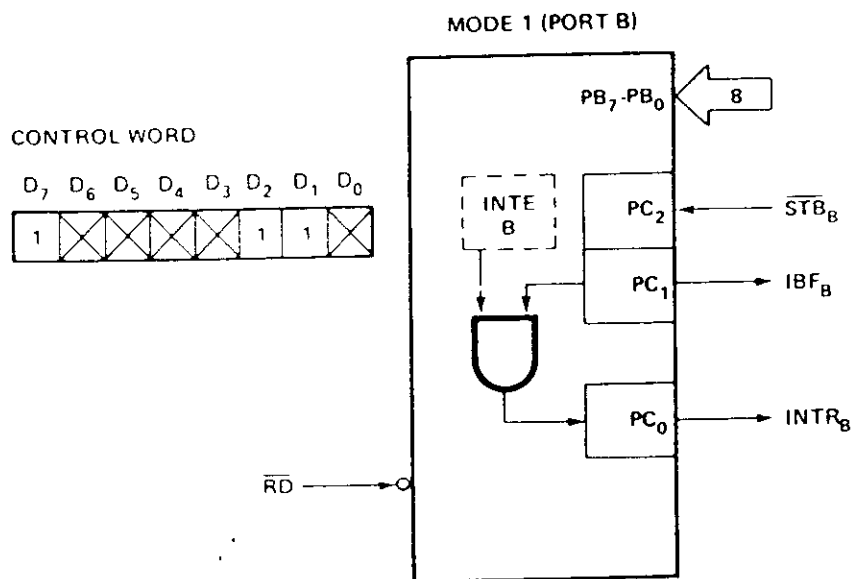 MODE 1 (PORT B)
PB7-PB0
8
CONTROL WORD
D7 D6 D5 D4 D3 D2 D1 D0
1 1 1
INTE
B
PC2
STB̅B
PC1
IBFB
PC0
INTRB
RD̅